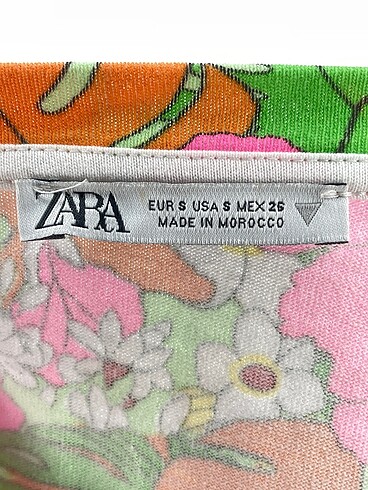 ZARA
EUR S USA S MEX 26
MADE IN MOROCCO